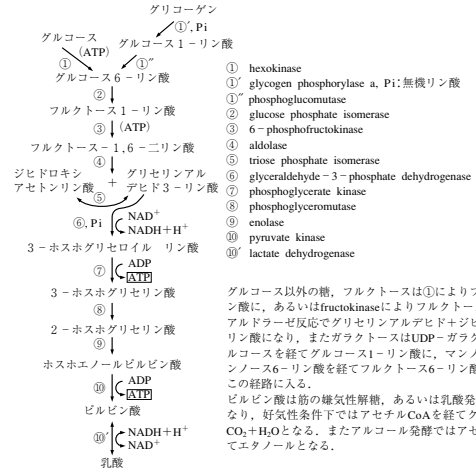 グリコーゲン
①′, Pi
グルコース
(ATP)
グルコース1－リン酸
①
①″
グルコース6－リン酸
②
フルクトース1－リン酸
③ (ATP)
フルクトース－1,6－二リン酸
④
ジヒドロキシ
アセトンリン酸
+
グリセリンアル
デヒド3－リン酸
⑤
⑥, Pi
NAD+
NADH+H+
3－ホスホグリセロイル リン酸
⑦
ADP
ATP
3－ホスホグリセリン酸
⑧
2－ホスホグリセリン酸
⑨
ホスホエノールピルビン酸
⑩
ADP
ATP
ピルビン酸
⑩′
NADH+H+
NAD+
乳酸
① hexokinase
①′ glycogen phosphorylase a, Pi:無機リン酸
①″ phosphoglucomutase
② glucose phosphate isomerase
③ 6－phosphofructokinase
④ aldolase
⑤ triose phosphate isomerase
⑥ glyceraldehyde－3－phosphate dehydrogenase
⑦ phosphoglycerate kinase
⑧ phosphoglyceromutase
⑨ enolase
⑩ pyruvate kinase
⑩′ lactate dehydrogenase
グルコース以外の糖，フルクトースは①によりフ
ン酸に，あるいはfructokinaseによりフルクトー
アルドラーゼ反応でグリセリンアルデヒド＋ジヒ
リン酸になり，またガラクトースはUDP－ガラク
ルコースを経てグルコース1－リン酸に，マンノ
ンノース6－リン酸を経てフルクトース6－リン酸
この経路に入る．
ピルビン酸は筋の嫌気性解糖，あるいは乳酸発
なり，好気性条件下ではアセチルCoAを経てク
CO2＋H2Oとなる．またアルコール発酵ではアセ
てエタノールとなる．